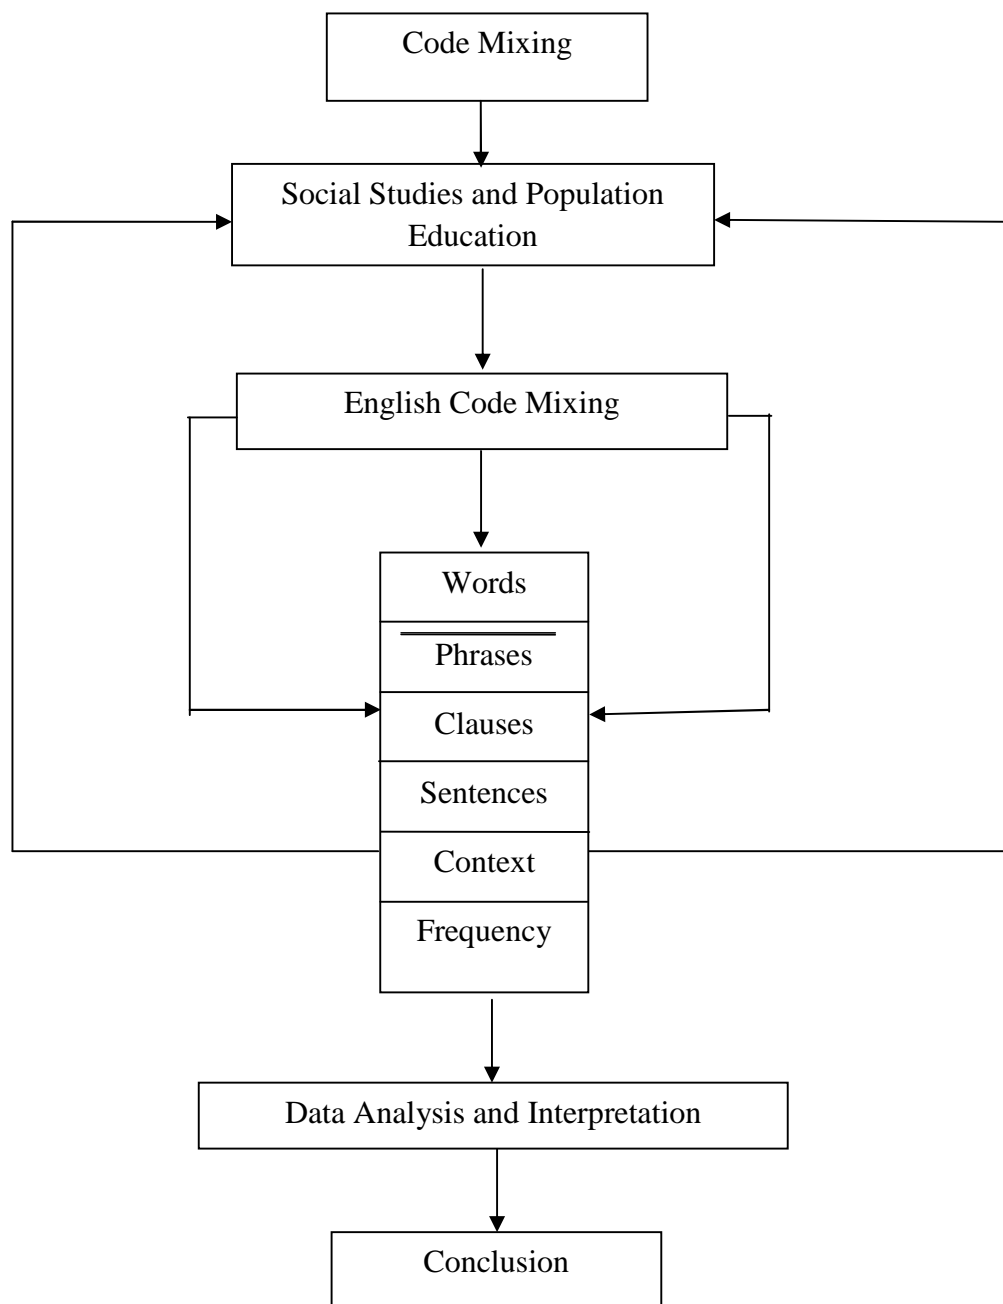 Code Mixing
Social Studies and Population
Education
English Code Mixing
Words
Phrases
Clauses
Sentences
Context
Frequency
Data Analysis and Interpretation
Conclusion